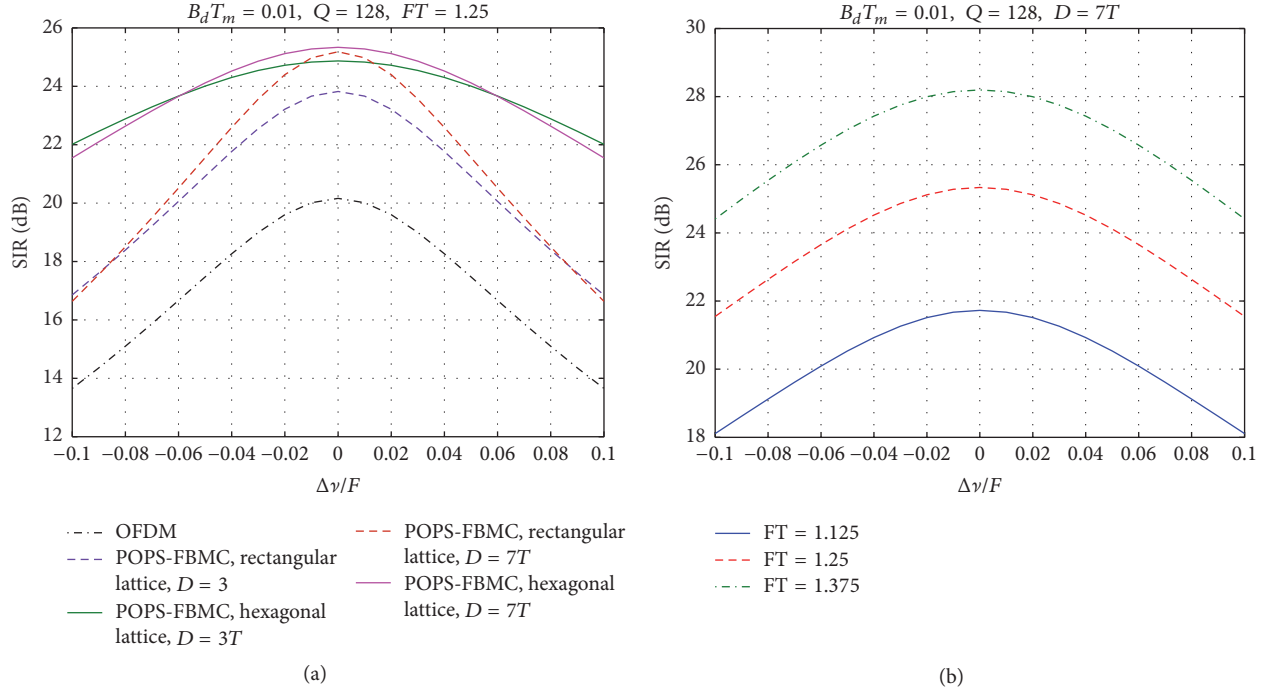 B_d T_m = 0.01, Q = 128, FT = 1.25
26
24
22
20
18
16
14
12
SIR (dB)
−0.1 −0.08 −0.06 −0.04 −0.02 0 0.02 0.04 0.06 0.08 0.1
Δν/F
OFDM
POPS-FBMC, rectangular
lattice, D = 3
POPS-FBMC, hexagonal
lattice, D = 3T
POPS-FBMC, rectangular
lattice, D = 7T
POPS-FBMC, hexagonal
lattice, D = 7T
(a)
B_d T_m = 0.01, Q = 128, D = 7T
30
28
26
24
22
20
18
SIR (dB)
−0.1 −0.08 −0.06 −0.04 −0.02 0 0.02 0.04 0.06 0.08 0.1
Δν/F
FT = 1.125
FT = 1.25
FT = 1.375
(b)